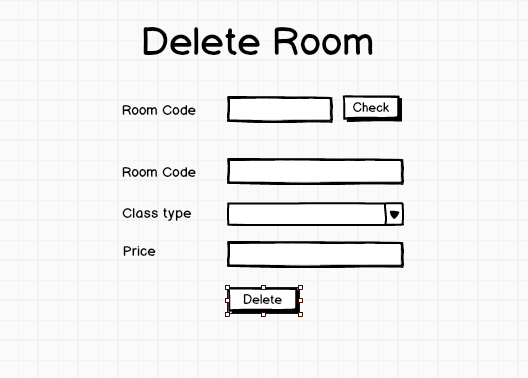 Delete Room
Room Code
Check
Room Code
Class type
Price
Delete